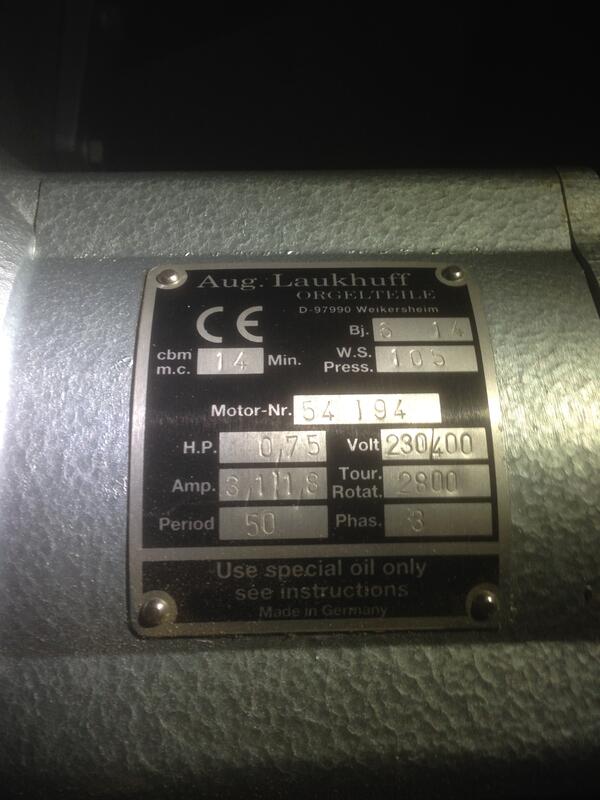 Aug. Laukhuff
ORGELTEILE
D-97990 Weikersheim
CE
Bj. 6 14
cbm m.c. 14 Min.
W.S. Press. 105
Motor-Nr. 54 194
H.P. 0,75 Volt 230/400
Amp. 3,1/1,8 Tour. Rotat. 2800
Period 50 Phas. 3
Use special oil only
see instructions
Made in Germany